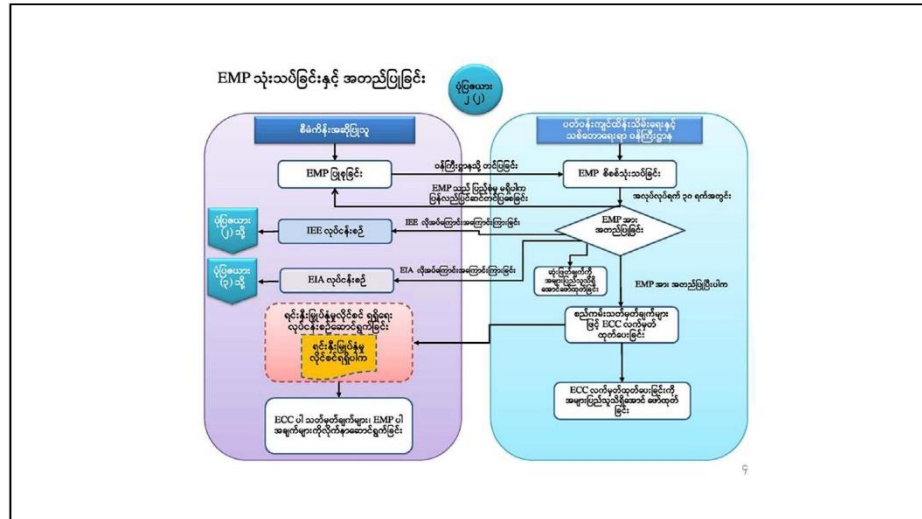 EMP သုံးသပ်ခြင်းနှင့် အတည်ပြုခြင်း
ပုံပြဇယား
၂ (၂)
စီမံကိန်းအဆိုပြုသူ
ပတ်ဝန်းကျင်ထိန်းသိမ်းရေးနှင့်
သစ်တောရေးရာ ဝန်ကြီးဌာန
EMP ပြုစုခြင်း
ဝန်ကြီးဌာနသို့ တင်ပြခြင်း
EMP စိစစ်သုံးသပ်ခြင်း
EMP သည် ပြည့်စုံမှု မရှိပါက
ပြန်လည်ပြင်ဆင်တင်ပြစေခြင်း
အလုပ်လုပ်ရက် ၃၀ ရက်အတွင်း
EMP အား
အတည်ပြုခြင်း
ပုံပြဇယား
(၂) သို့
IEE လုပ်ငန်းစဉ်
IEE လိုအပ်ကြောင်းအကြောင်းကြားခြင်း
ပုံပြဇယား
(၃) သို့
EIA လုပ်ငန်းစဉ်
EIA လိုအပ်ကြောင်းအကြောင်းကြားခြင်း
ဆုံးဖြတ်ချက်ကို
အများပြည်သူသိရှိ
အောင်ဖော်ထုတ်ခြင်း
EMP အား အတည်ပြုပြီးပါက
ရင်းနှီးမြှုပ်နှံမှုလိုင်စင် ရရှိရေး
လုပ်ငန်းစဉ်ဆောင်ရွက်ခြင်း
ရင်းနှီးမြှုပ်နှံမှု
လိုင်စင်ရရှိပါက
စည်းကမ်းသတ်မှတ်ချက်များ
ဖြင့် ECC လက်မှတ်
ထုတ်ပေးခြင်း
ECC ပါ သတ်မှတ်ချက်များ၊ EMP ပါ
အချက်များကိုလိုက်နာဆောင်ရွက်ခြင်း
ECC လက်မှတ်ထုတ်ပေးခြင်းကို
အများပြည်သူသိရှိအောင် ဖော်ထုတ်
ခြင်း
၄